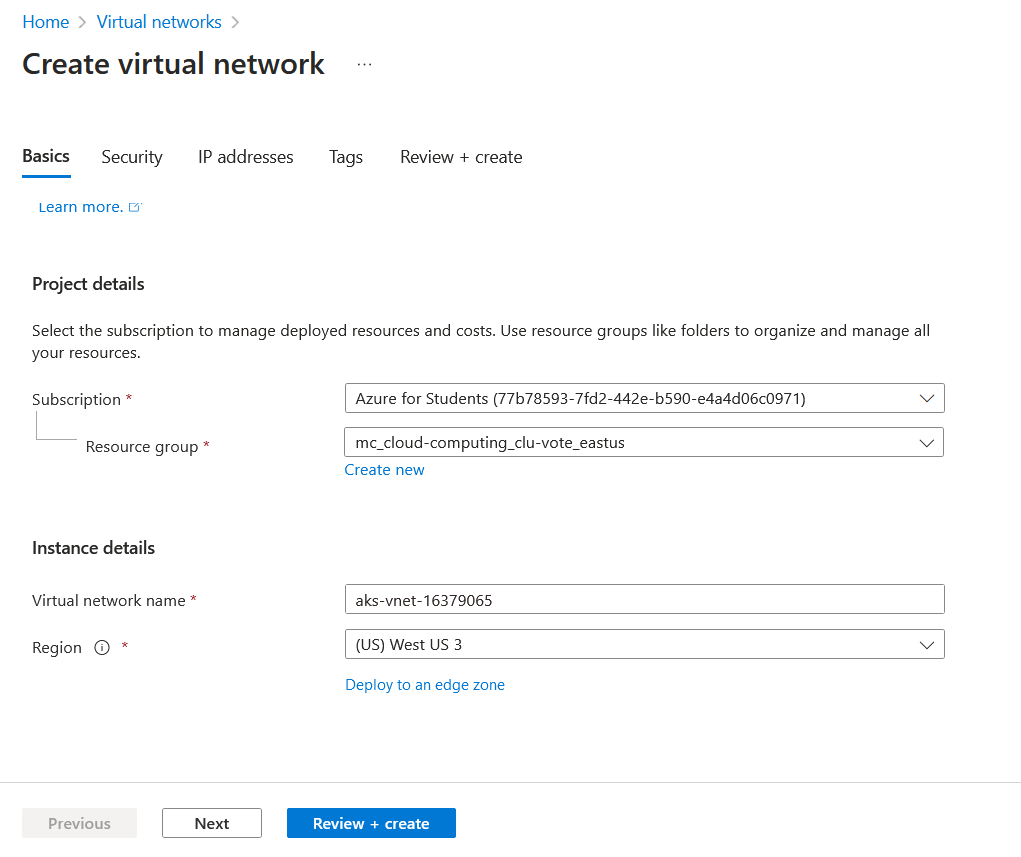 Home > Virtual networks >
Create virtual network ...
Basics Security IP addresses Tags Review + create
Learn more.
Project details
Select the subscription to manage deployed resources and costs. Use resource groups like folders to organize and manage all
your resources.
Subscription * Azure for Students (77b78593-7fd2-442e-b590-e4a4d06c0971)
Resource group * mc_cloud-computing_clu-vote_eastus
Create new
Instance details
Virtual network name * aks-vnet-16379065
Region * (US) West US 3
Deploy to an edge zone
Previous Next Review + create